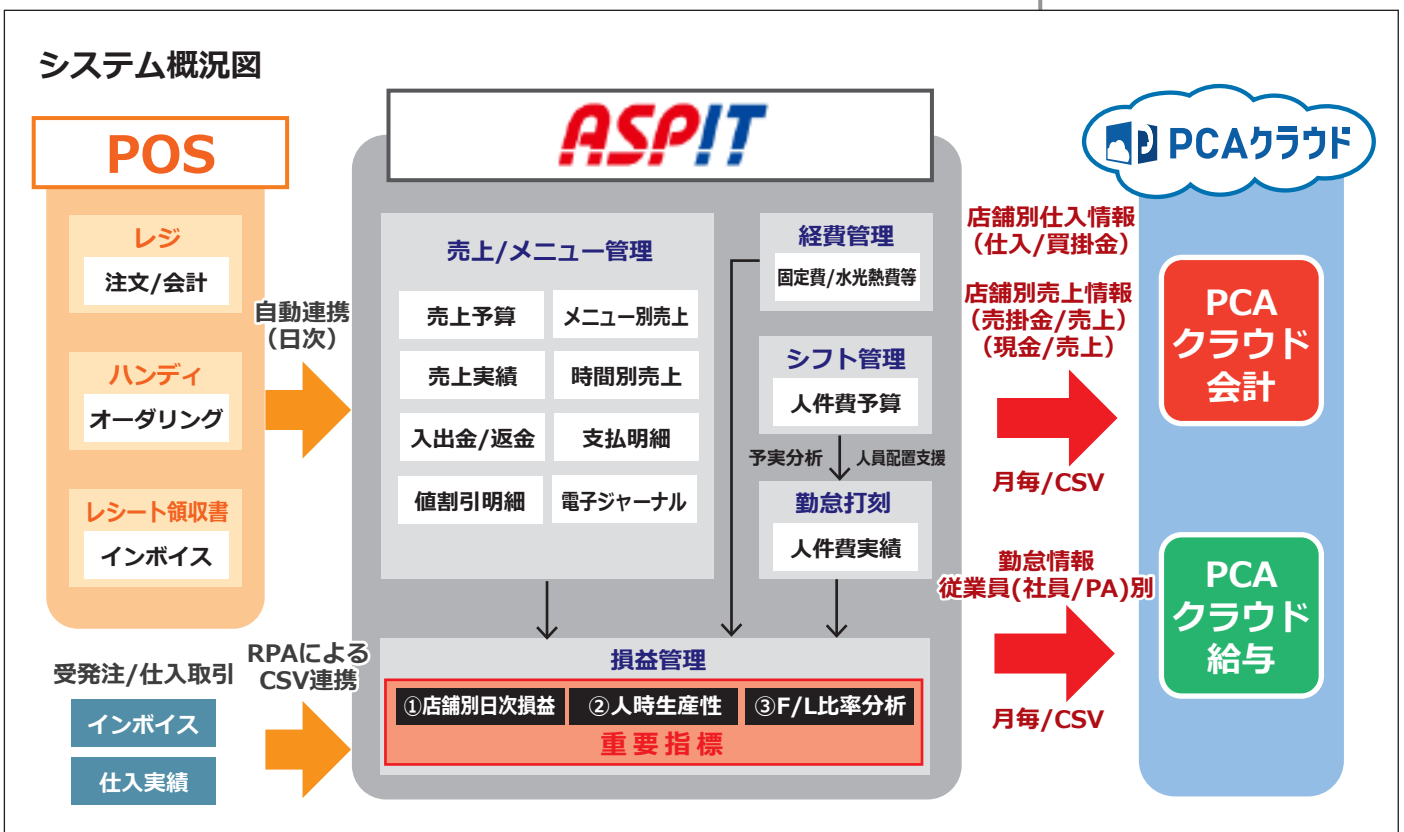 システム概況図
POS
レジ
注文/会計
ハンディ
オーダリング
レシート領収書
インボイス
自動連携
（日次）
受発注/仕入取引
インボイス
仕入実績
RPAによる
CSV連携
ASPIT
売上/メニュー管理
売上予算
メニュー別売上
売上実績
時間別売上
入出金/返金
支払明細
値割引明細
電子ジャーナル
経費管理
固定費/水光熱費等
シフト管理
人件費予算
予実分析
人員配置支援
勤怠打刻
人件費実績
損益管理
①店舗別日次損益
②人時生産性
③F/L比率分析
重要指標
店舗別仕入情報
（仕入/買掛金）
店舗別売上情報
（売掛金/売上）
（現金/売上）
月毎/CSV
勤怠情報
従業員(社員/PA)別
月毎/CSV
PCAクラウド
PCA
クラウド
会計
PCA
クラウド
給与